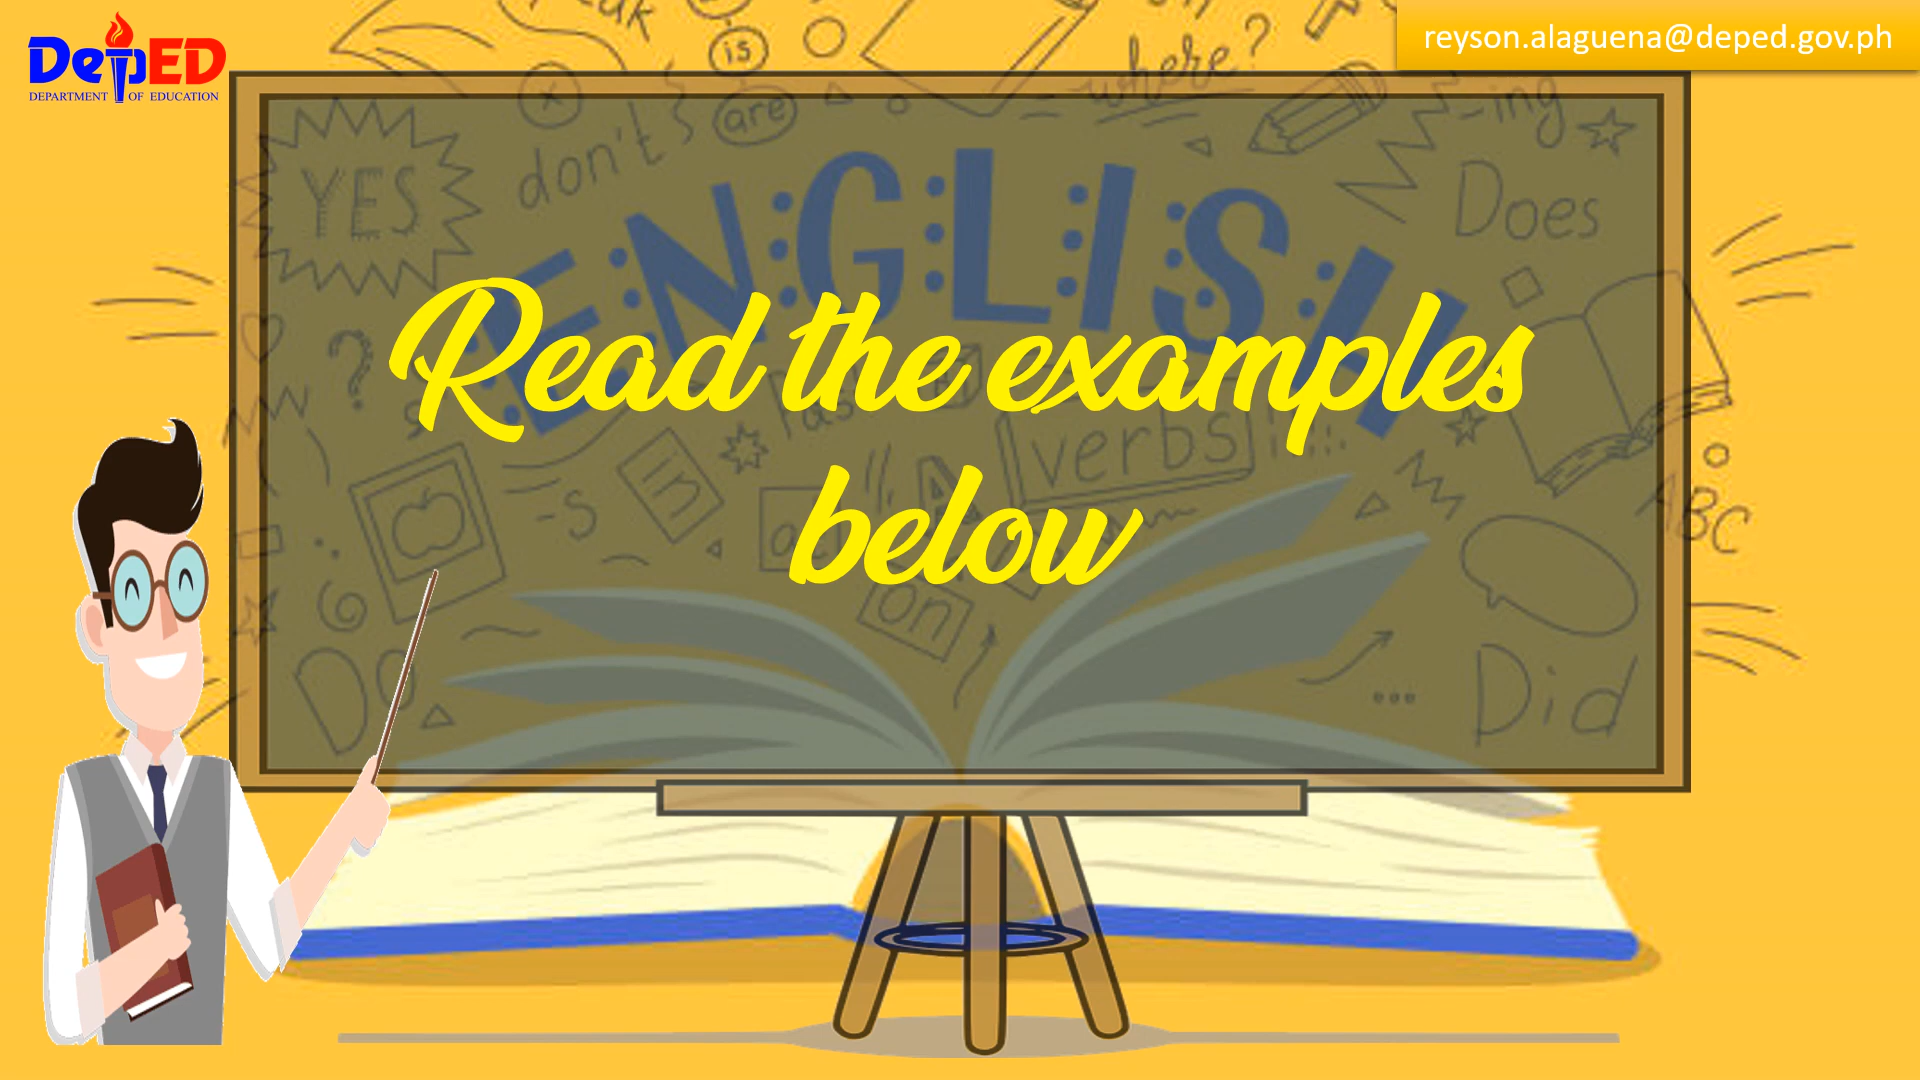 DepED
DEPARTMENT OF EDUCATION
reyson.alaguena@deped.gov.ph
is
where?
-ing
YES
don't
are
Does
ENGLISH
?
Read the examples
below
verbs
-S
in
A
ABC
on
Do
...
Did